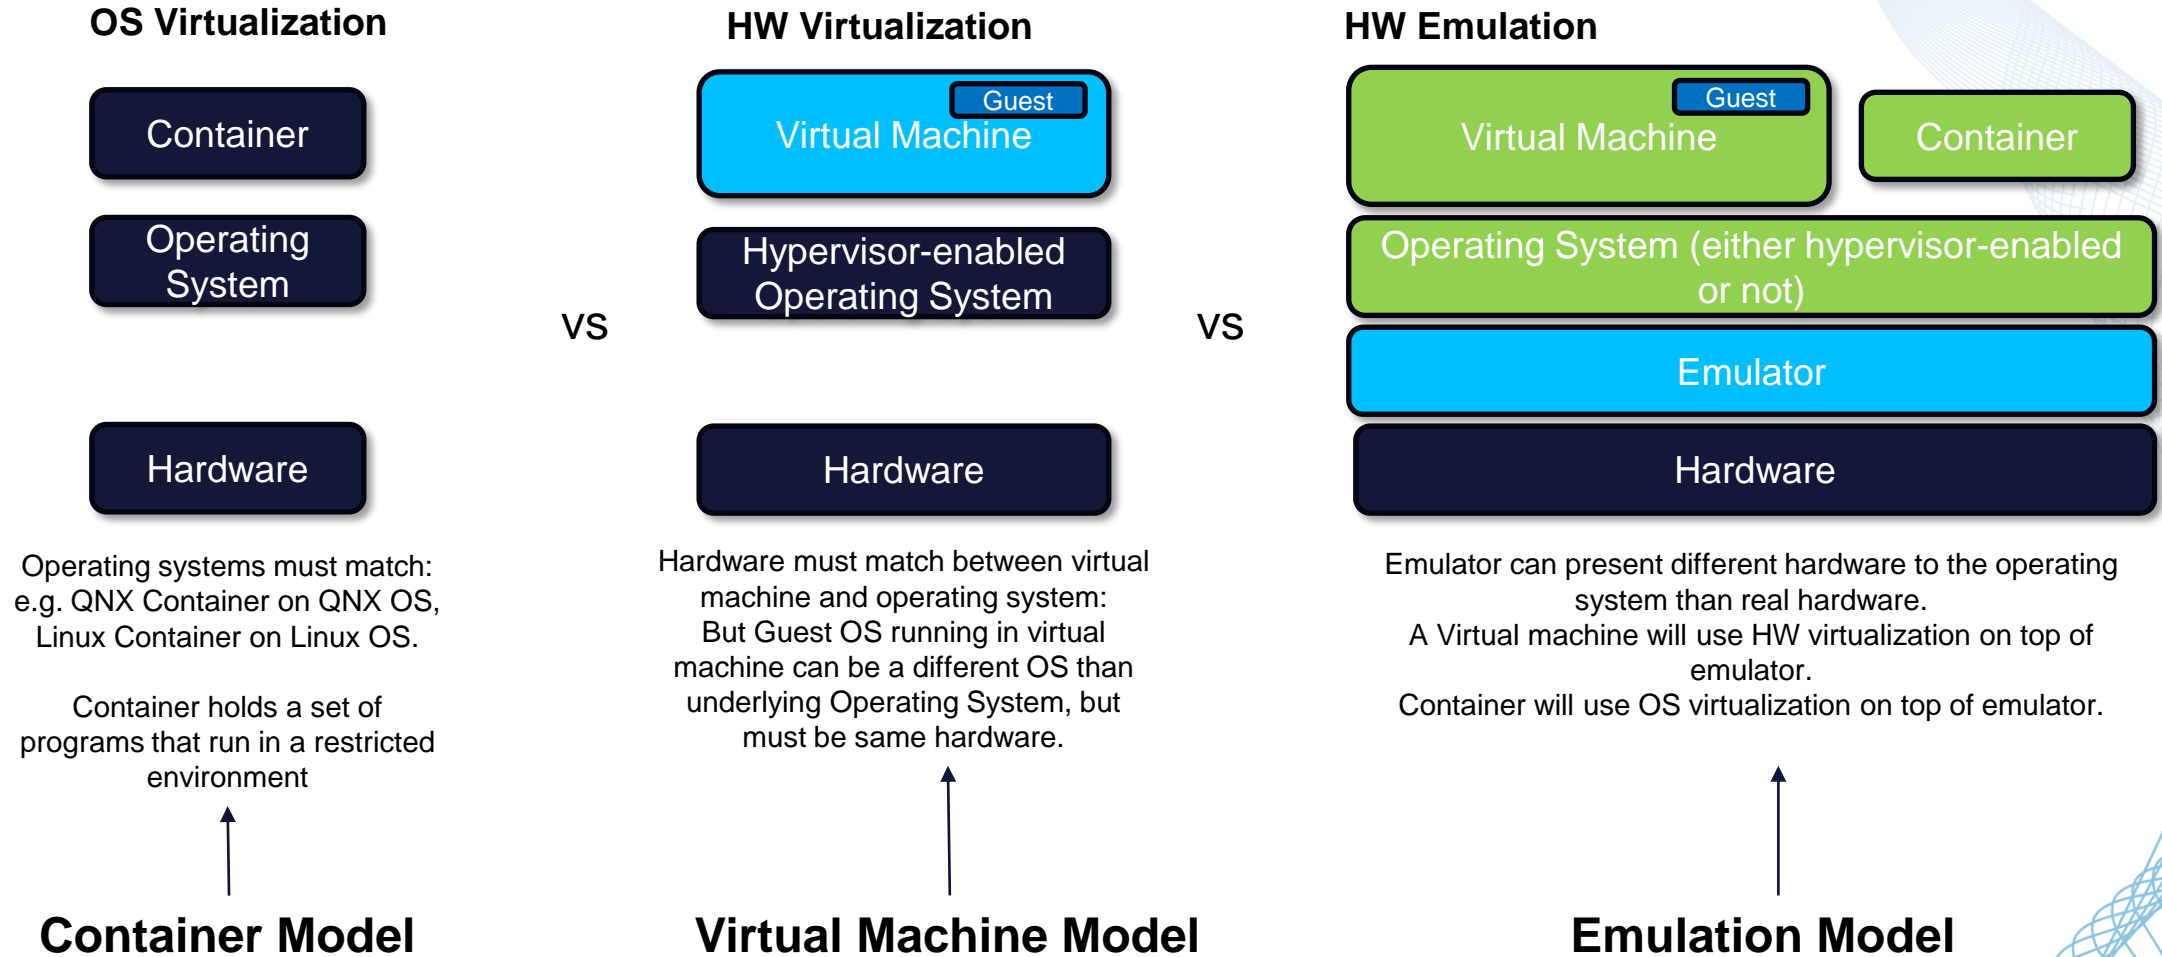 OS Virtualization
Container
Operating
System
Hardware
Operating systems must match:
e.g. QNX Container on QNX OS,
Linux Container on Linux OS.
Container holds a set of
programs that run in a restricted
environment
Container Model
vs
HW Virtualization
Guest
Virtual Machine
Hypervisor-enabled
Operating System
Hardware
Hardware must match between virtual
machine and operating system:
But Guest OS running in virtual
machine can be a different OS than
underlying Operating System, but
must be same hardware.
Virtual Machine Model
vs
HW Emulation
Guest
Virtual Machine
Container
Operating System (either hypervisor-enabled
or not)
Emulator
Hardware
Emulator can present different hardware to the operating
system than real hardware.
A Virtual machine will use HW virtualization on top of
emulator.
Container will use OS virtualization on top of emulator.
Emulation Model